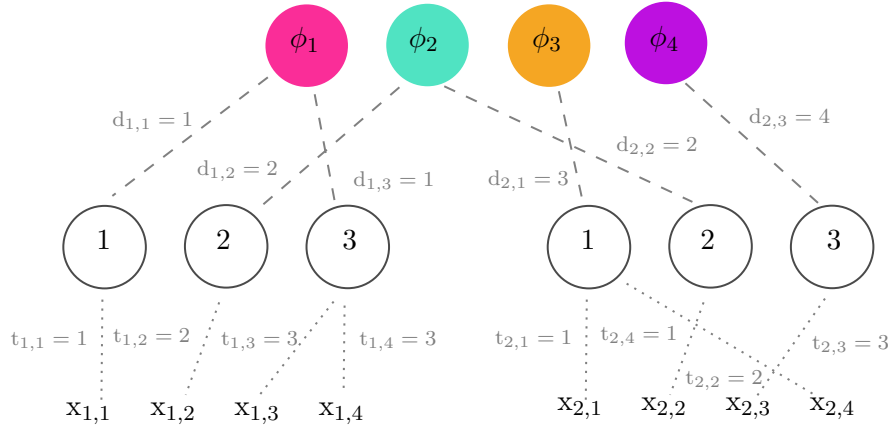 ϕ₁ ϕ₂ ϕ₃ ϕ₄
d₁,₁ = 1
d₂,₃ = 4
d₂,₂ = 2
d₁,₂ = 2
d₁,₃ = 1
d₂,₁ = 3
1 2 3 1 2 3
t₁,₁ = 1 t₁,₂ = 2 t₁,₃ = 3 t₁,₄ = 3 t₂,₁ = 1 t₂,₄ = 1 t₂,₃ = 3
t₂,₂ = 2
x₁,₁ x₁,₂ x₁,₃ x₁,₄ x₂,₁ x₂,₂ x₂,₃ x₂,₄